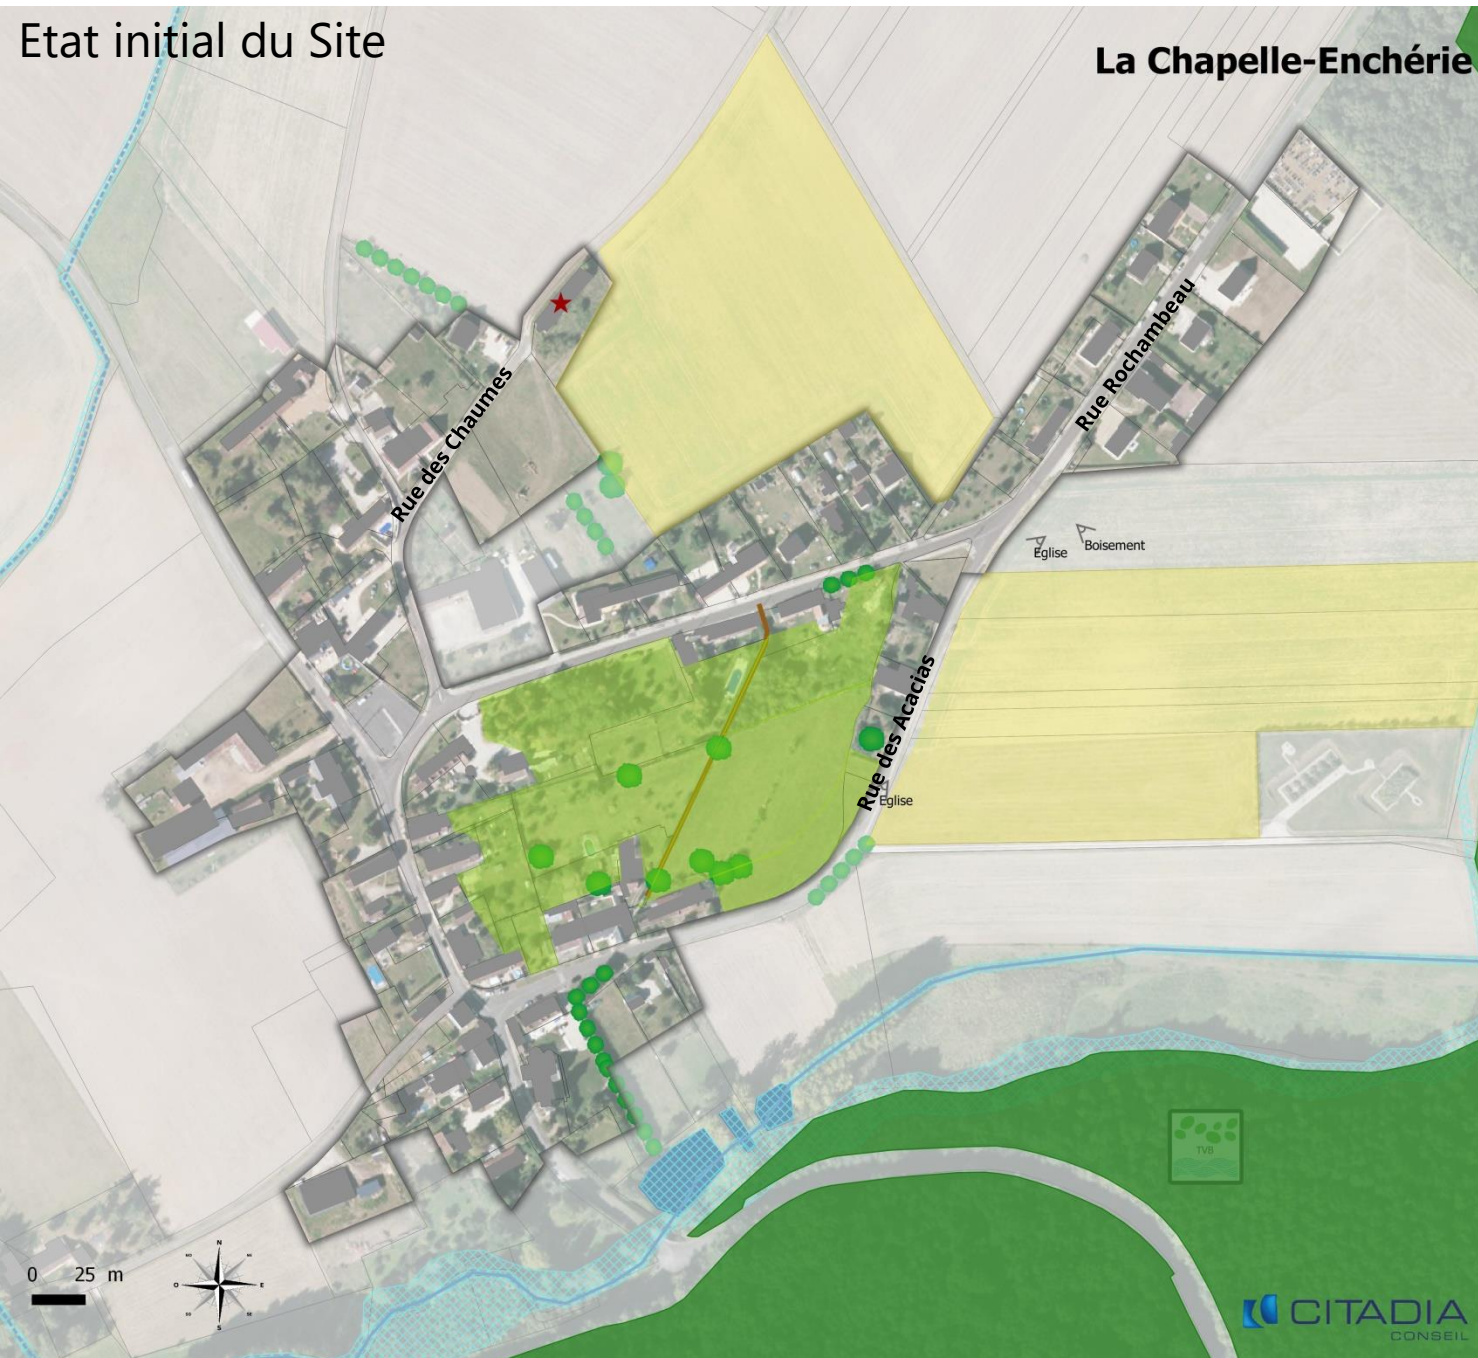 Etat initial du Site
La Chapelle-Enchérie
Rue Rochambeau
Rue des Chaumes
Eglise
Boisement
Rue des Acacias
Eglise
TVB
N
O
E
S
0 25 m
CITADIA
CONSEIL